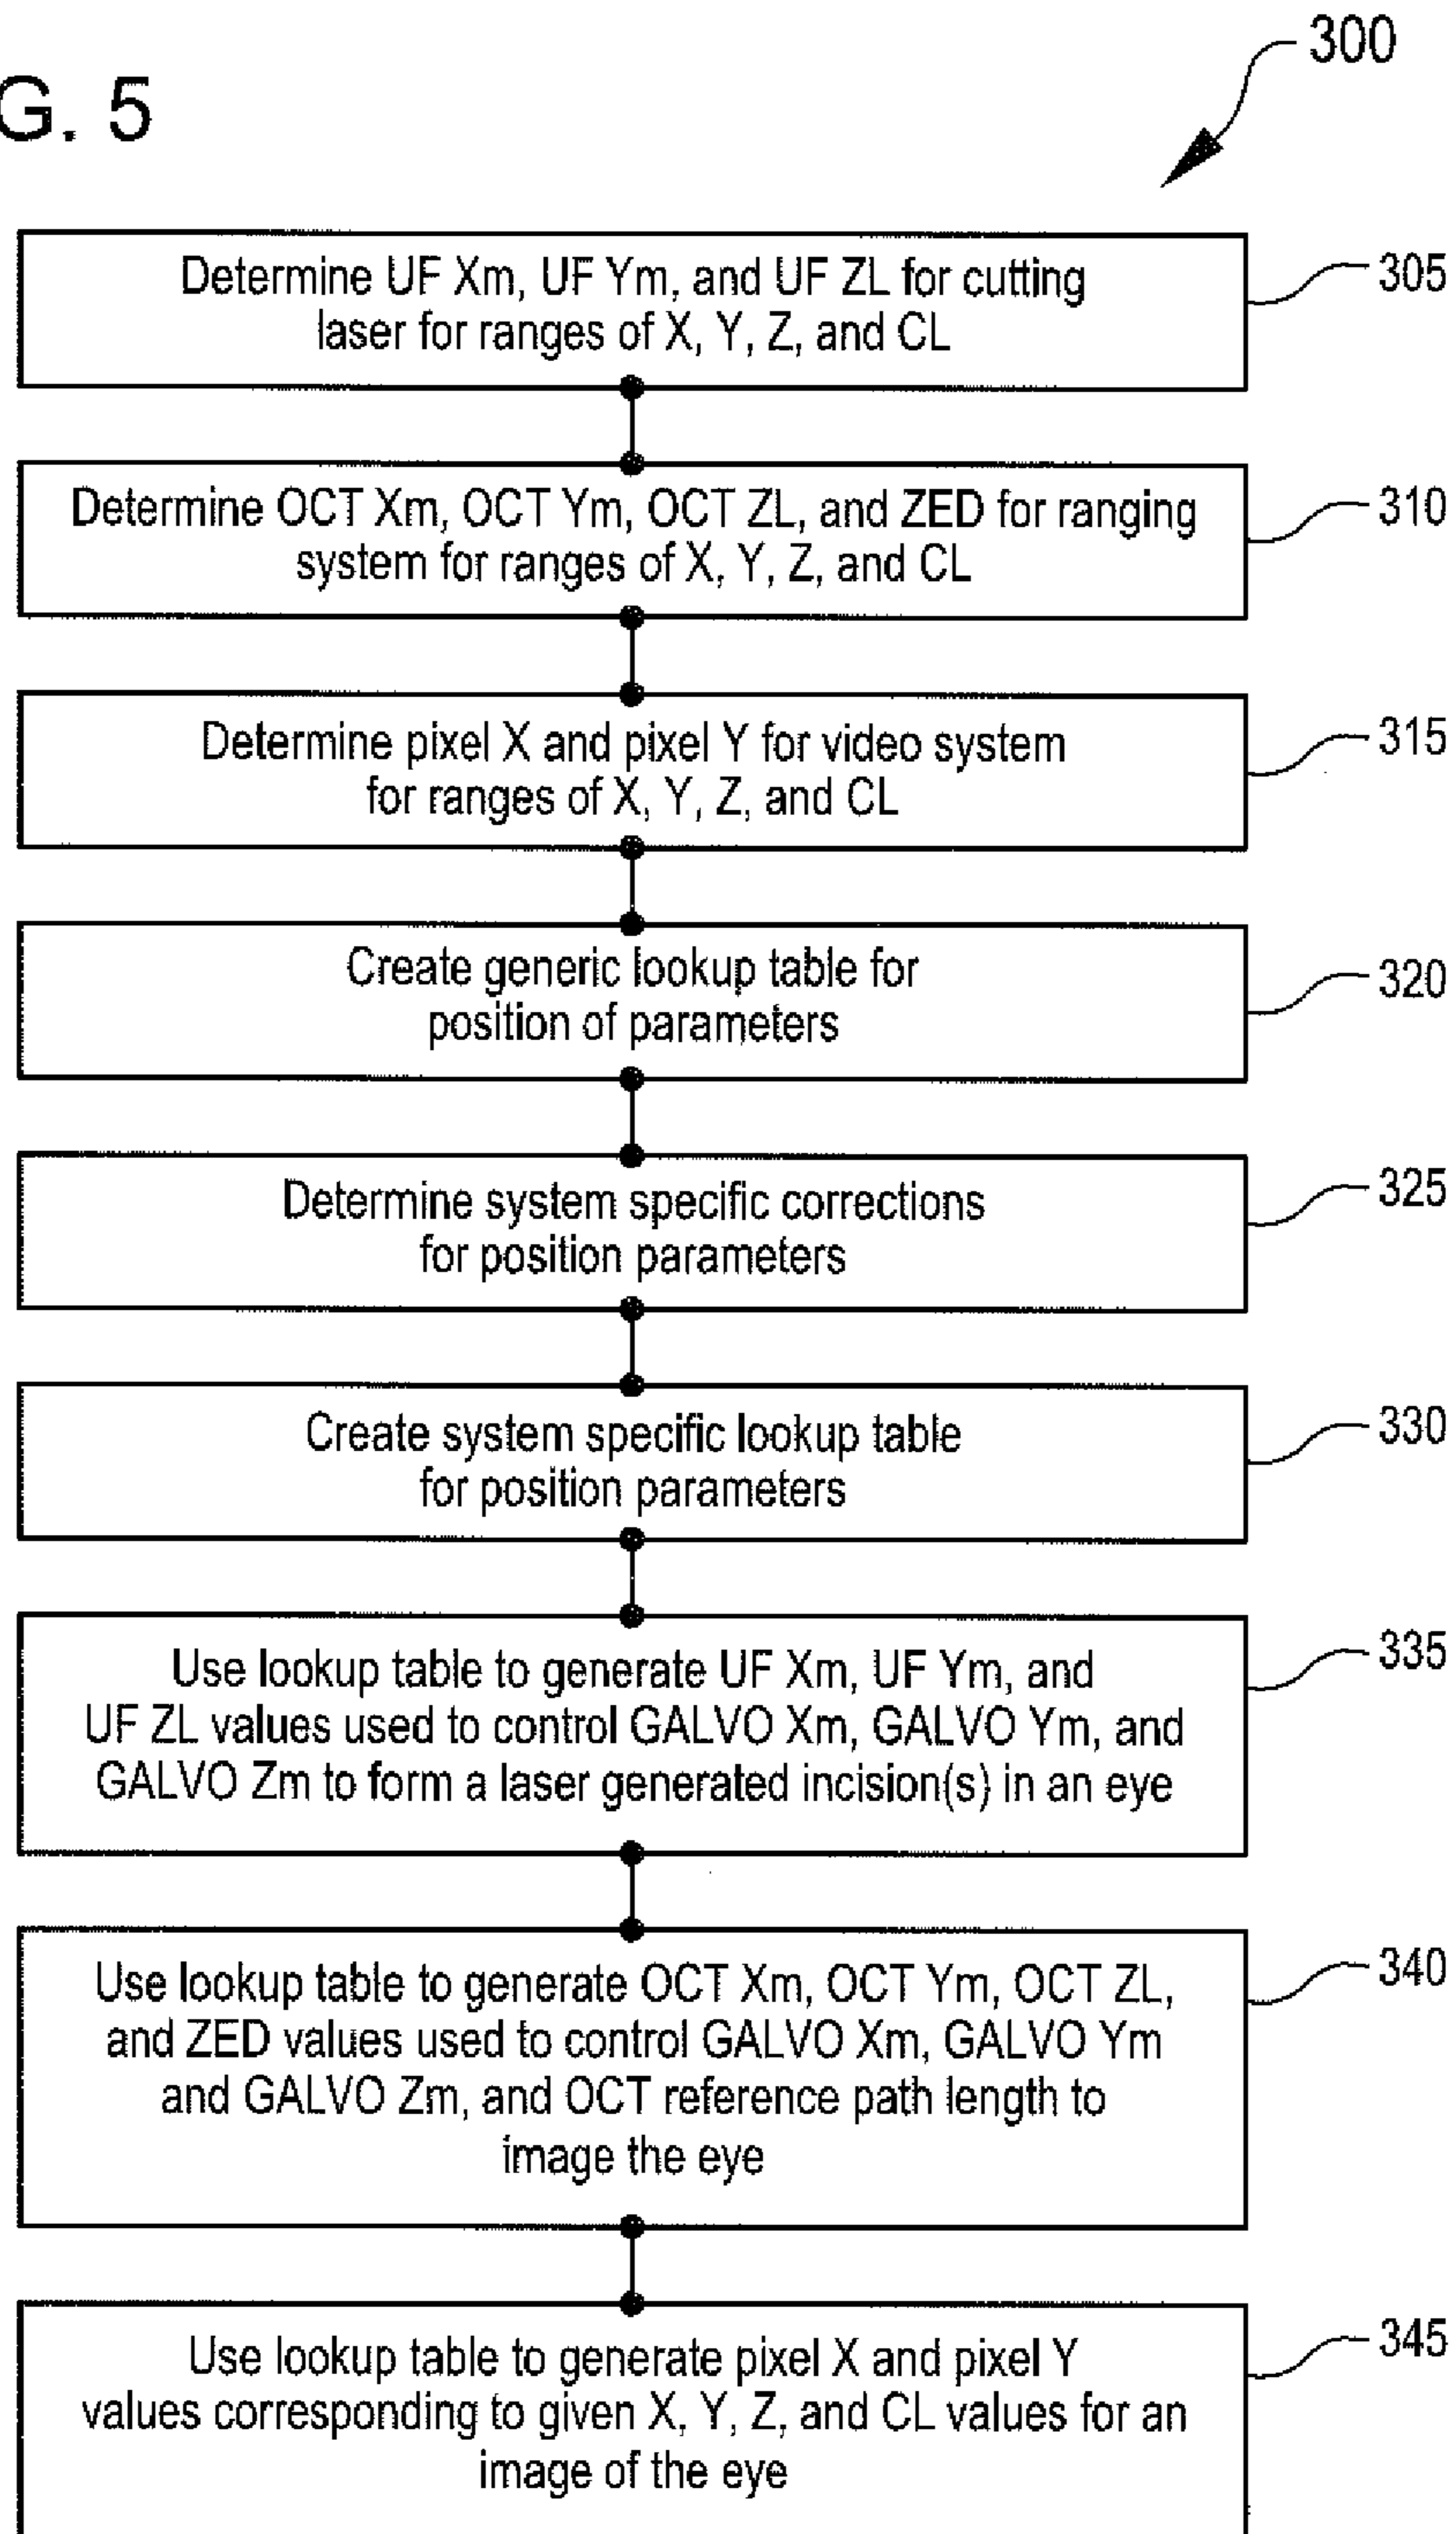 G. 5
300
Determine UF Xm, UF Ym, and UF ZL for cutting
laser for ranges of X, Y, Z, and CL
305
Determine OCT Xm, OCT Ym, OCT ZL, and ZED for ranging
system for ranges of X, Y, Z, and CL
310
Determine pixel X and pixel Y for video system
for ranges of X, Y, Z, and CL
315
Create generic lookup table for
position of parameters
320
Determine system specific corrections
for position parameters
325
Create system specific lookup table
for position parameters
330
Use lookup table to generate UF Xm, UF Ym, and
UF ZL values used to control GALVO Xm, GALVO Ym, and
GALVO Zm to form a laser generated incision(s) in an eye
335
Use lookup table to generate OCT Xm, OCT Ym, OCT ZL,
and ZED values used to control GALVO Xm, GALVO Ym
and GALVO Zm, and OCT reference path length to
image the eye
340
Use lookup table to generate pixel X and pixel Y
values corresponding to given X, Y, Z, and CL values for an
image of the eye
345